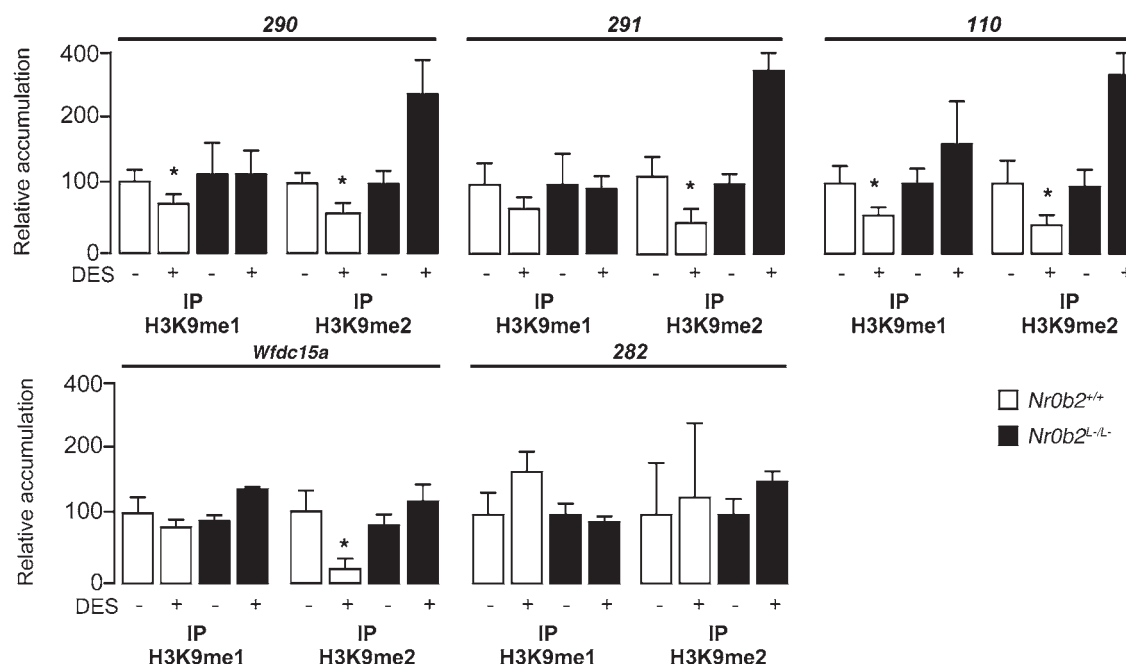 290 291 110
Relative accumulation
400
200
100
0
* * * * *
DES - + - + - + - + - + - + - + - + - + - + - + - +
IP IP IP IP IP IP
H3K9me1 H3K9me2 H3K9me1 H3K9me2 H3K9me1 H3K9me2
Wfdc15a 282
Relative accumulation
400
200
100
0
*
DES - + - + - + - + - + - + - + - +
IP IP IP IP
H3K9me1 H3K9me2 H3K9me1 H3K9me2
Nr0b2+/+
Nr0b2L-/L-